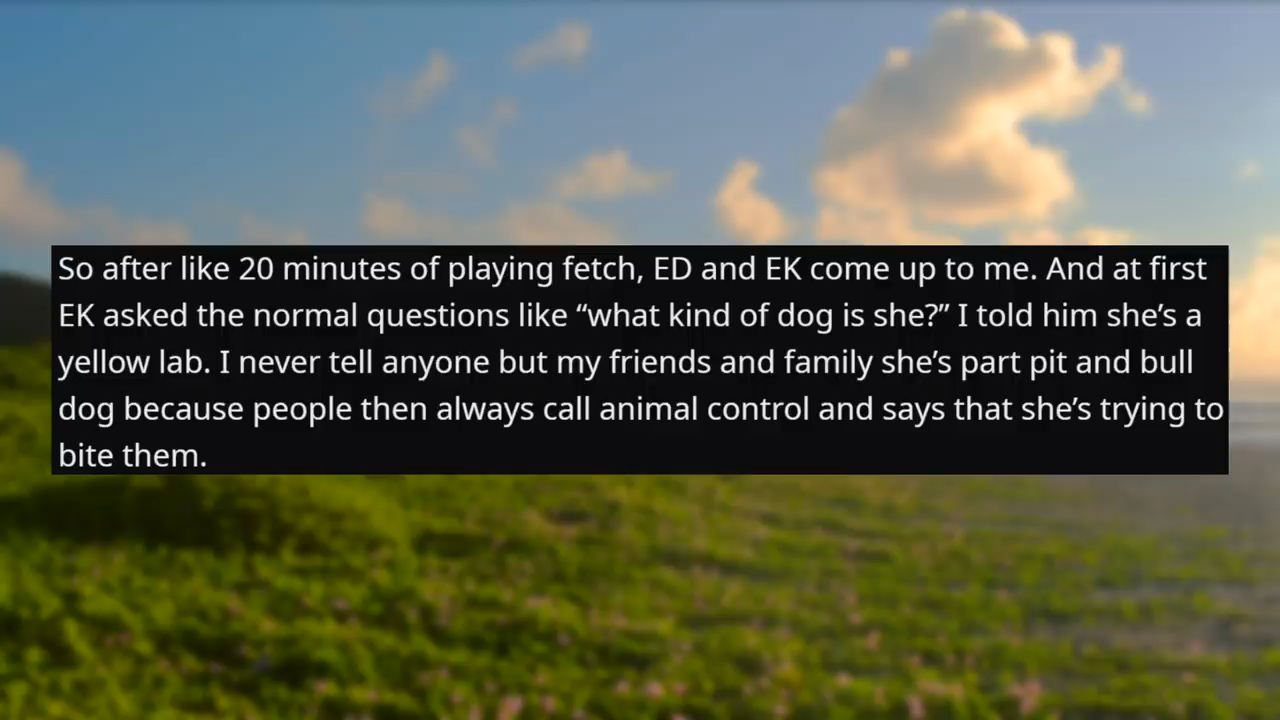 So after like 20 minutes of playing fetch, ED and EK come up to me. And at first
EK asked the normal questions like “what kind of dog is she?” I told him she’s a
yellow lab. I never tell anyone but my friends and family she’s part pit and bull
dog because people then always call animal control and says that she’s trying to
bite them.